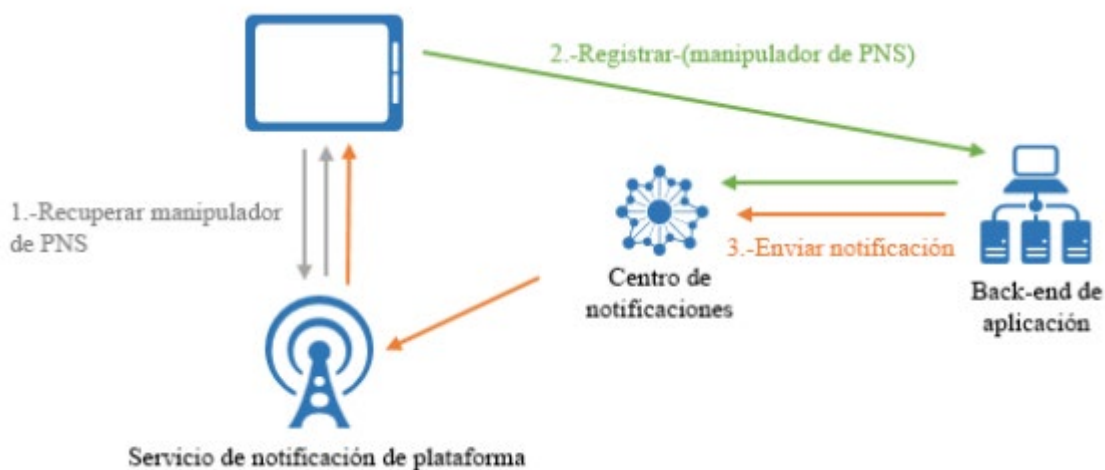 2.-Registrar-(manipulador de PNS)
1.-Recuperar manipulador
de PNS
3.-Enviar notificación
Centro de
notificaciones
Back-end de
aplicación
Servicio de notificación de plataforma